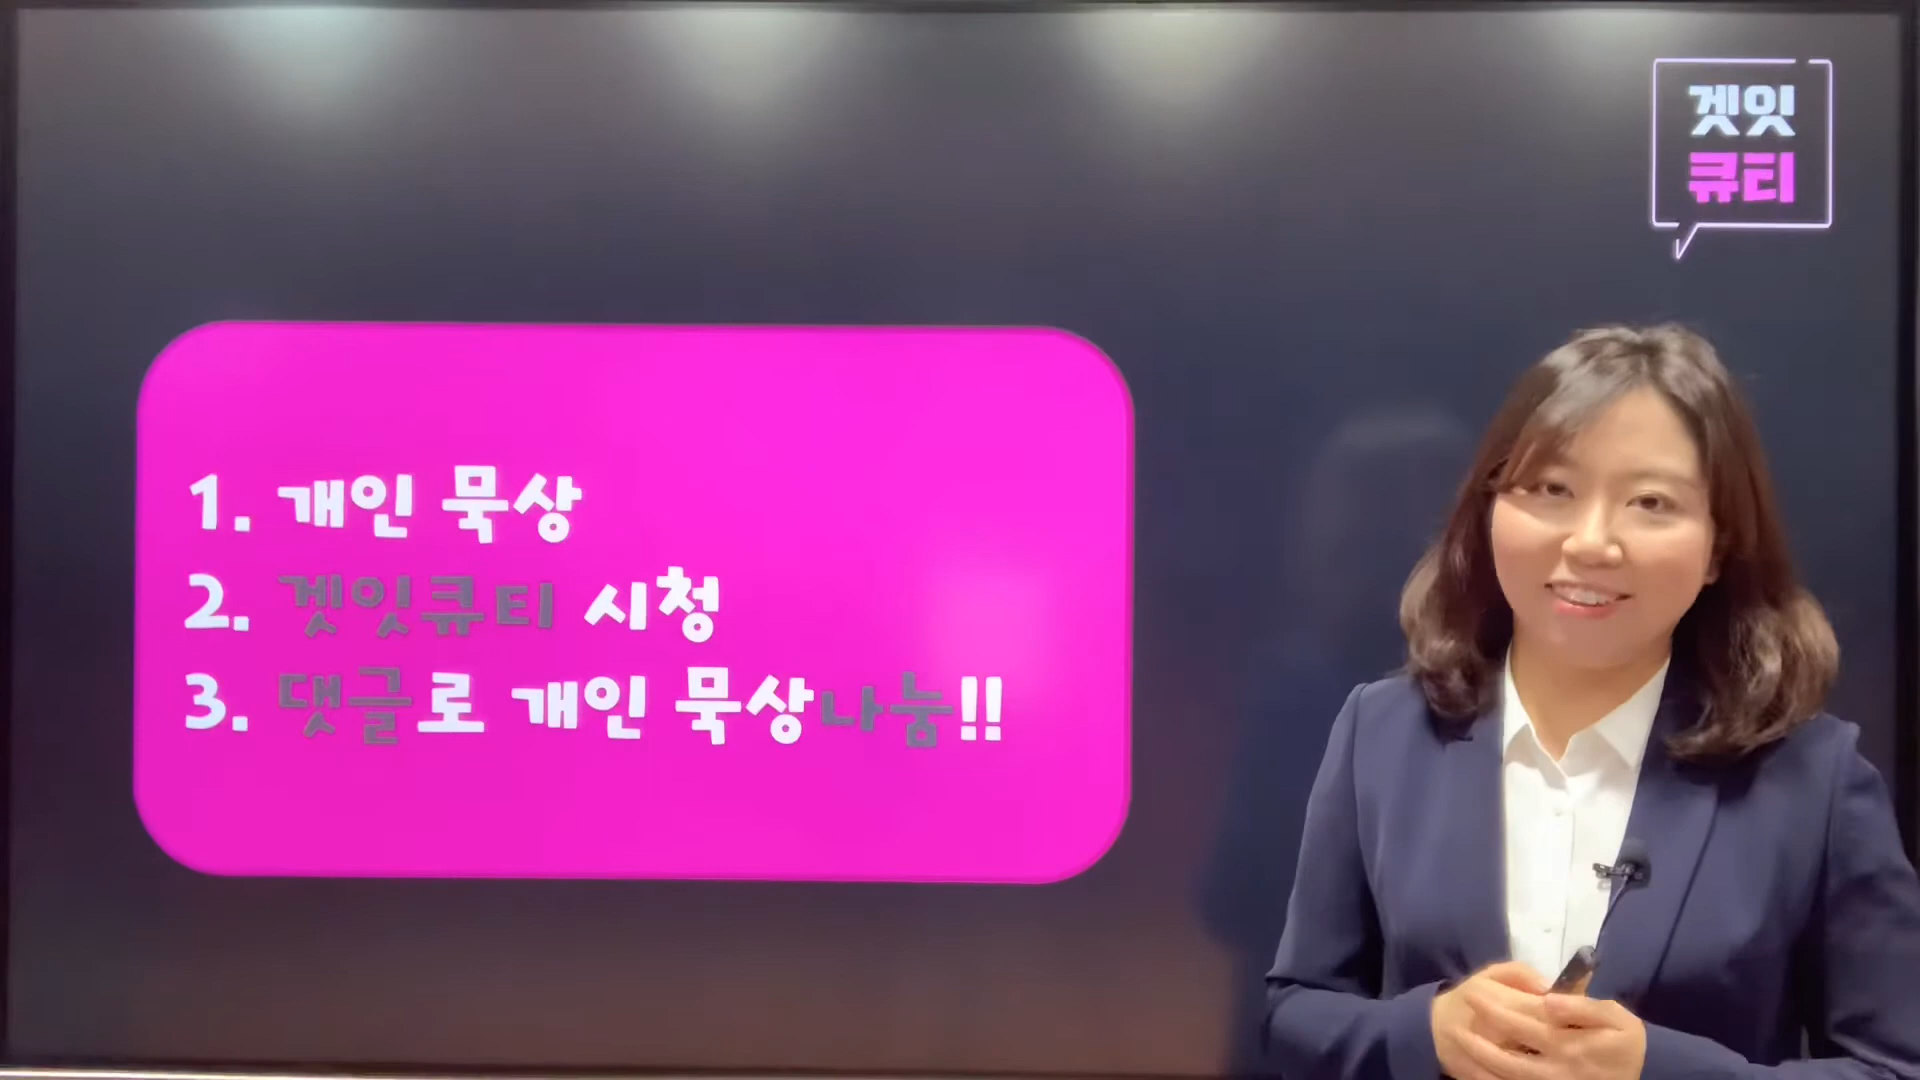 겟잇
큐티
1. 개인 묵상
2. 겟잇큐티 시청
3. 댓글로 개인 묵상나눔!!